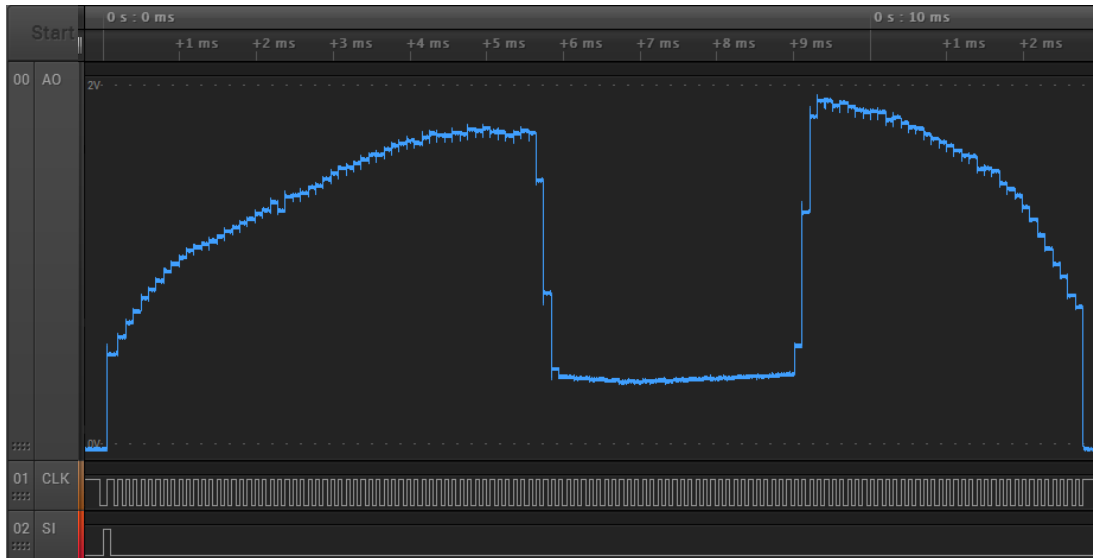 0 s : 0 ms 0 s : 10 ms
Start +1 ms +2 ms +3 ms +4 ms +5 ms +6 ms +7 ms +8 ms +9 ms +1 ms +2 ms
00 AO 2V
0V
01 CLK
02 SI